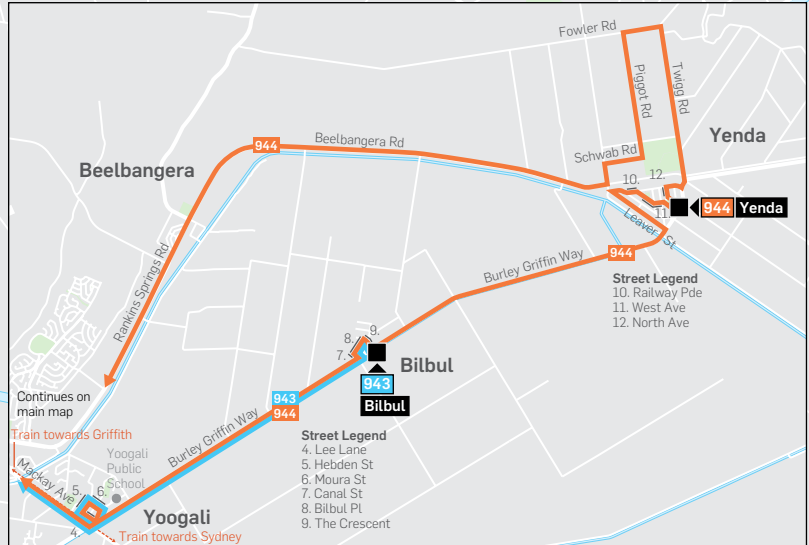 Fowler Rd
Piggot Rd
Twigg Rd
Yenda
Schwab Rd
10.
12.
11.
944 Yenda
Leaver St
Beelbangera Rd
944
Beelbangera
Rankins Springs Rd
Burley Griffin Way
944
Street Legend
10. Railway Pde
11. West Ave
12. North Ave
8.
9.
7.
Bilbul
943
Bilbul
943
944
Burley Griffin Way
Street Legend
4. Lee Lane
5. Hebden St
6. Moura St
7. Canal St
8. Bilbul Pl
9. The Crescent
Continues on
main map
Train towards Griffith
Mackay Ave
Yoogali
Public
School
5.
6.
4.
Yoogali
Train towards Sydney